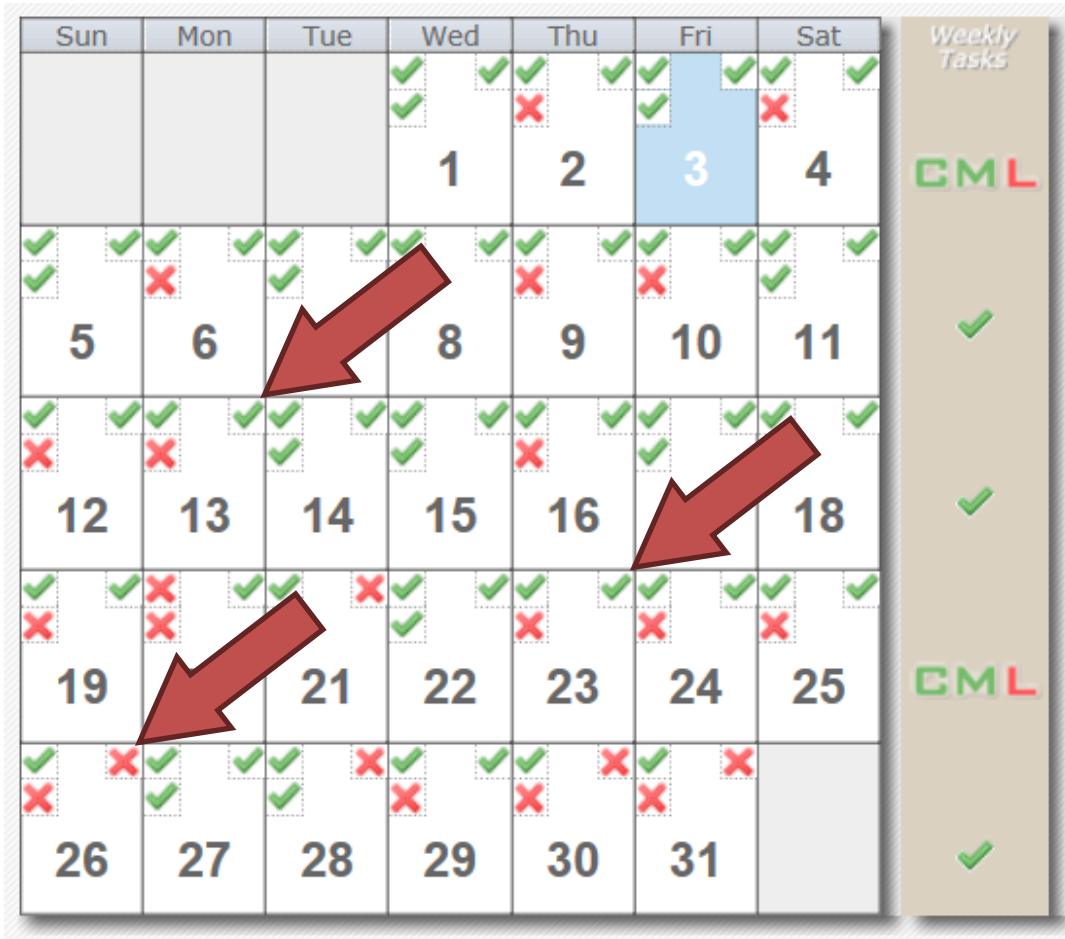 Sun Mon Tue Wed Thu Fri Sat
Weekly
Tasks
1 2 3 4
CML
5 6 8 9 10 11
12 13 14 15 16 18
19 21 22 23 24 25
CML
26 27 28 29 30 31